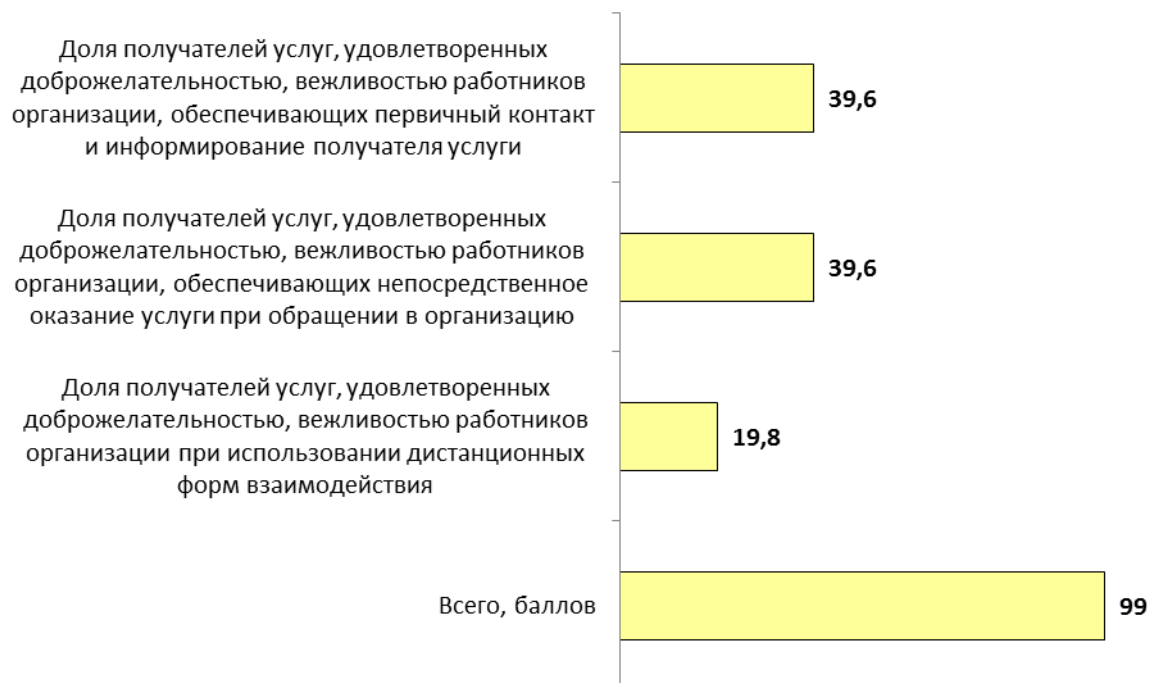 Доля получателей услуг, удовлетворенных
доброжелательностью, вежливостью работников
организации, обеспечивающих первичный контакт
и информирование получателя услуги
39,6
Доля получателей услуг, удовлетворенных
доброжелательностью, вежливостью работников
организации, обеспечивающих непосредственное
оказание услуги при обращении в организацию
39,6
Доля получателей услуг, удовлетворенных
доброжелательностью, вежливостью работников
организации при использовании дистанционных
форм взаимодействия
19,8
Всего, баллов
99